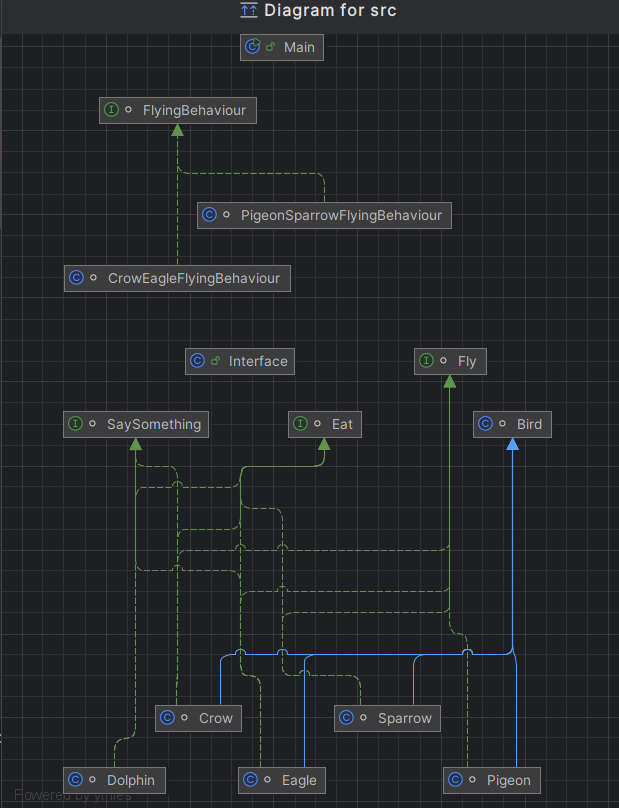 Diagram for src
Main
FlyingBehaviour
PigeonSparrowFlyingBehaviour
CrowEagleFlyingBehaviour
Interface
Fly
SaySomething
Eat
Bird
Crow
Sparrow
Dolphin
Eagle
Pigeon
Powered by yFiles